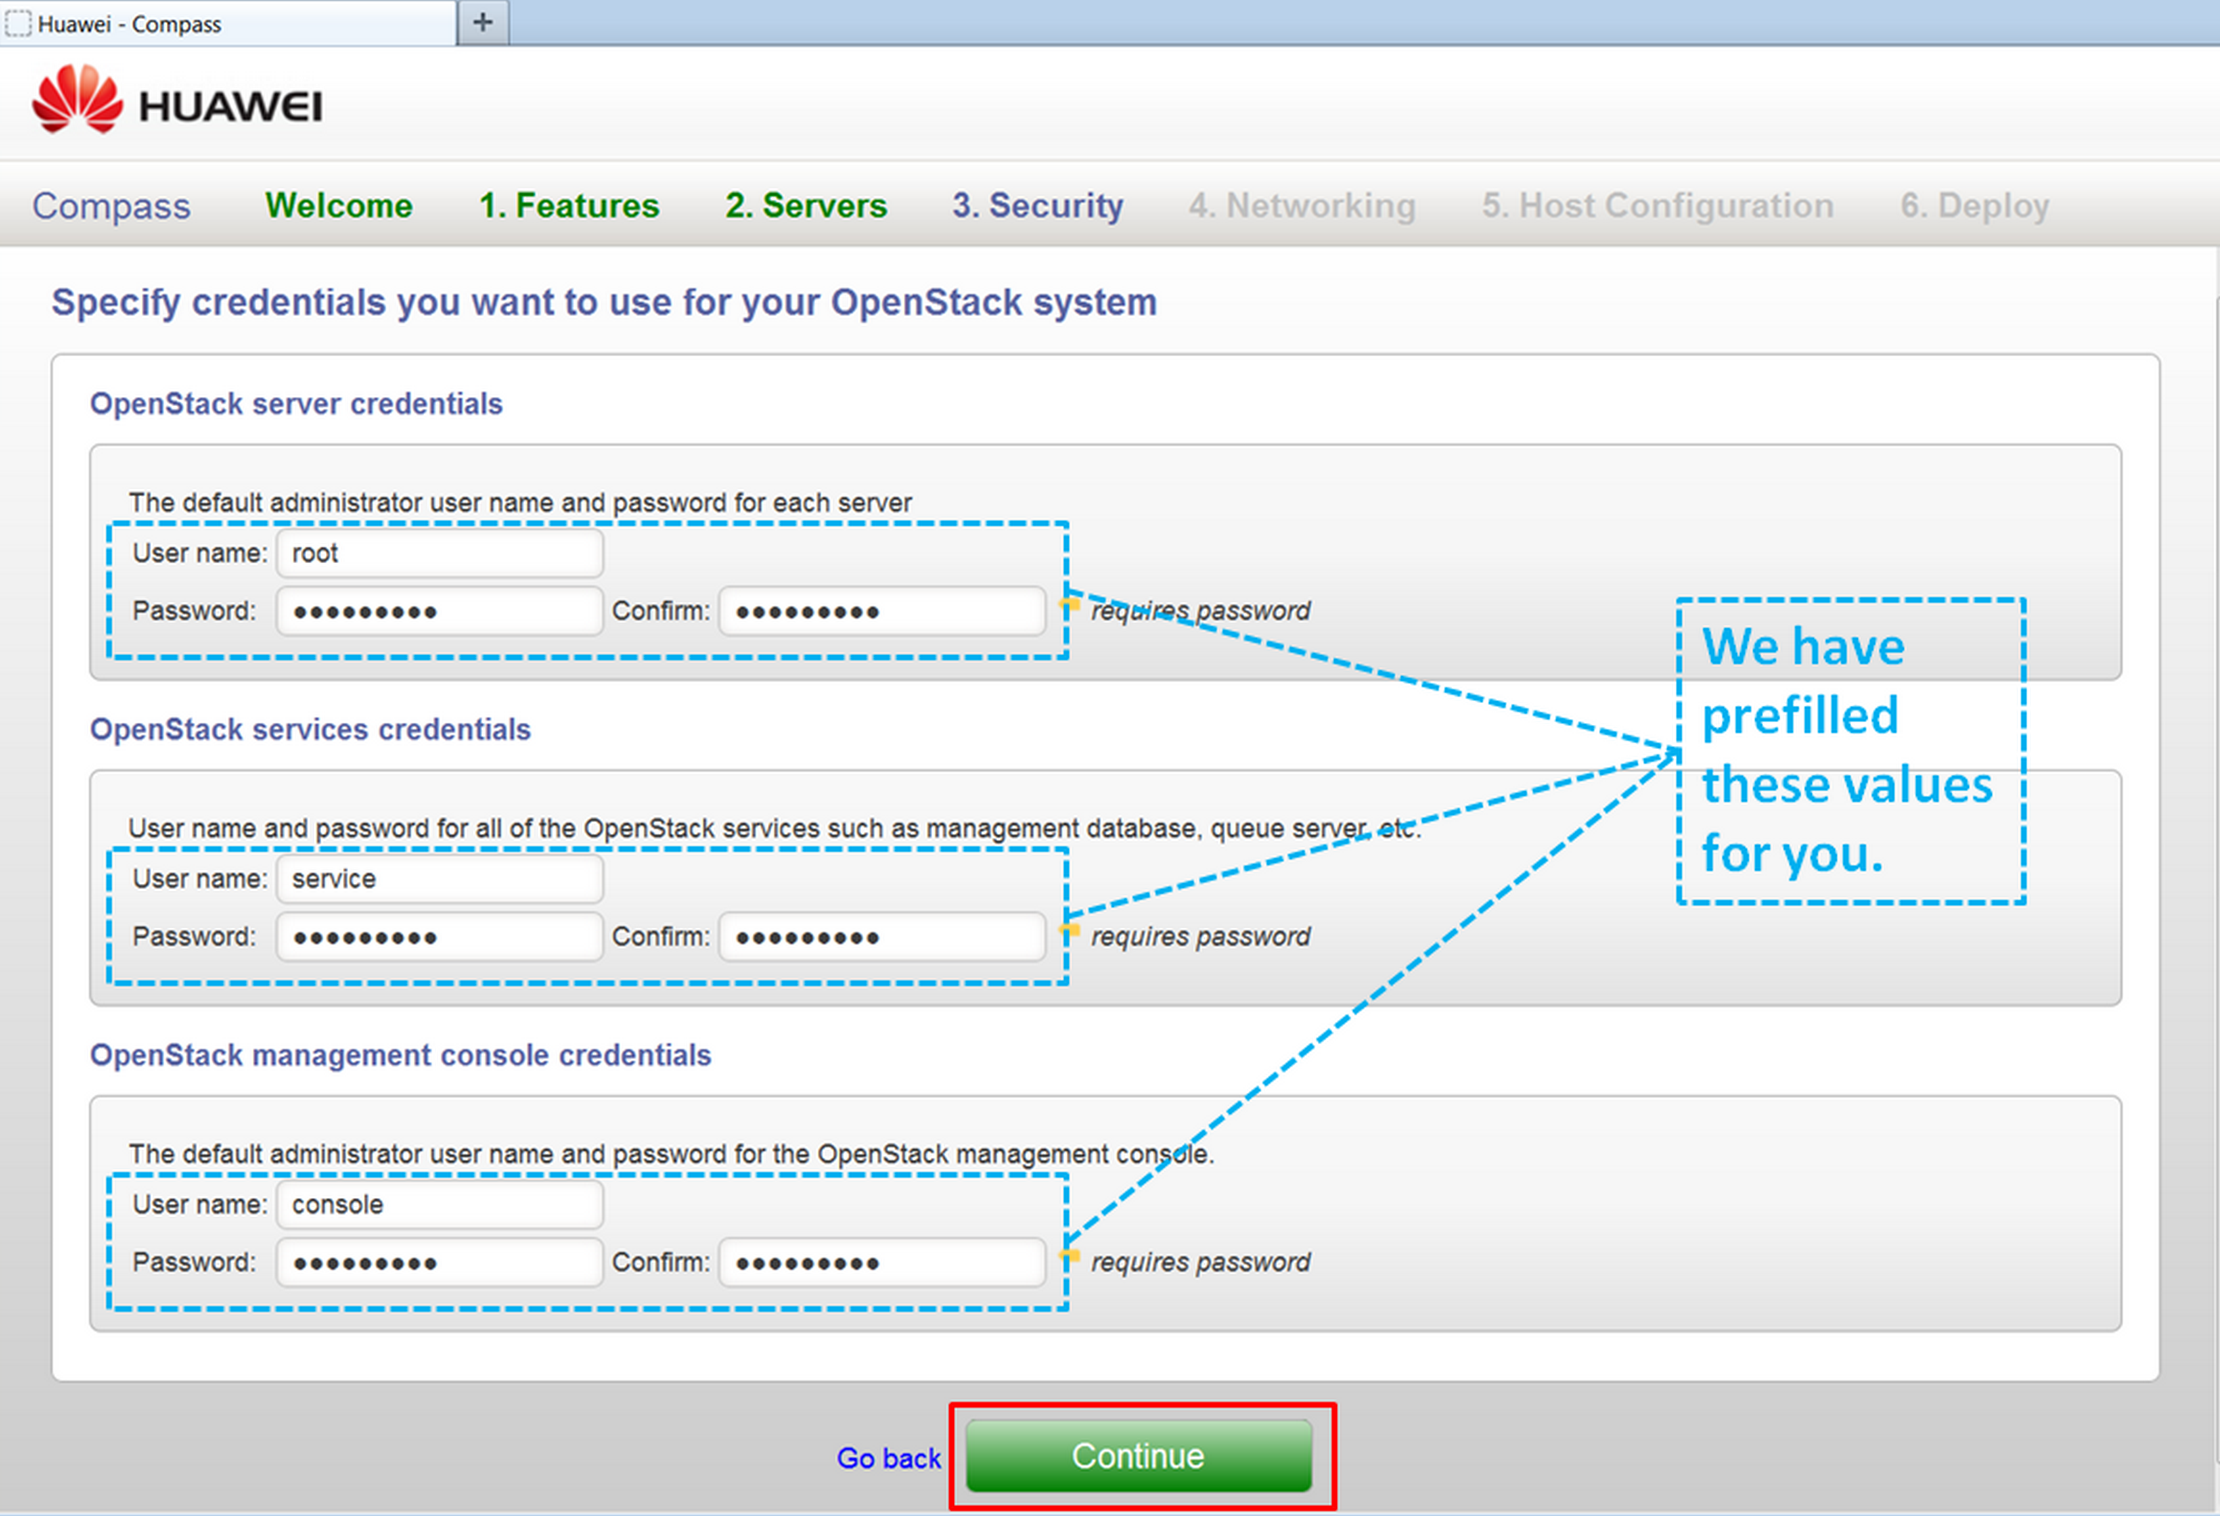 Huawei - Compass
+
HUAWEI
Compass Welcome 1. Features 2. Servers 3. Security 4. Networking 5. Host Configuration 6. Deploy
Specify credentials you want to use for your OpenStack system
OpenStack server credentials
The default administrator user name and password for each server
User name: root
Password: ●●●●●●●●● Confirm: ●●●●●●●●● requires password
OpenStack services credentials
User name and password for all of the OpenStack services such as management database, queue server, etc.
User name: service
Password: ●●●●●●●●● Confirm: ●●●●●●●●● requires password
OpenStack management console credentials
The default administrator user name and password for the OpenStack management console.
User name: console
Password: ●●●●●●●●● Confirm: ●●●●●●●●● requires password
We have
prefilled
these values
for you.
Go back Continue